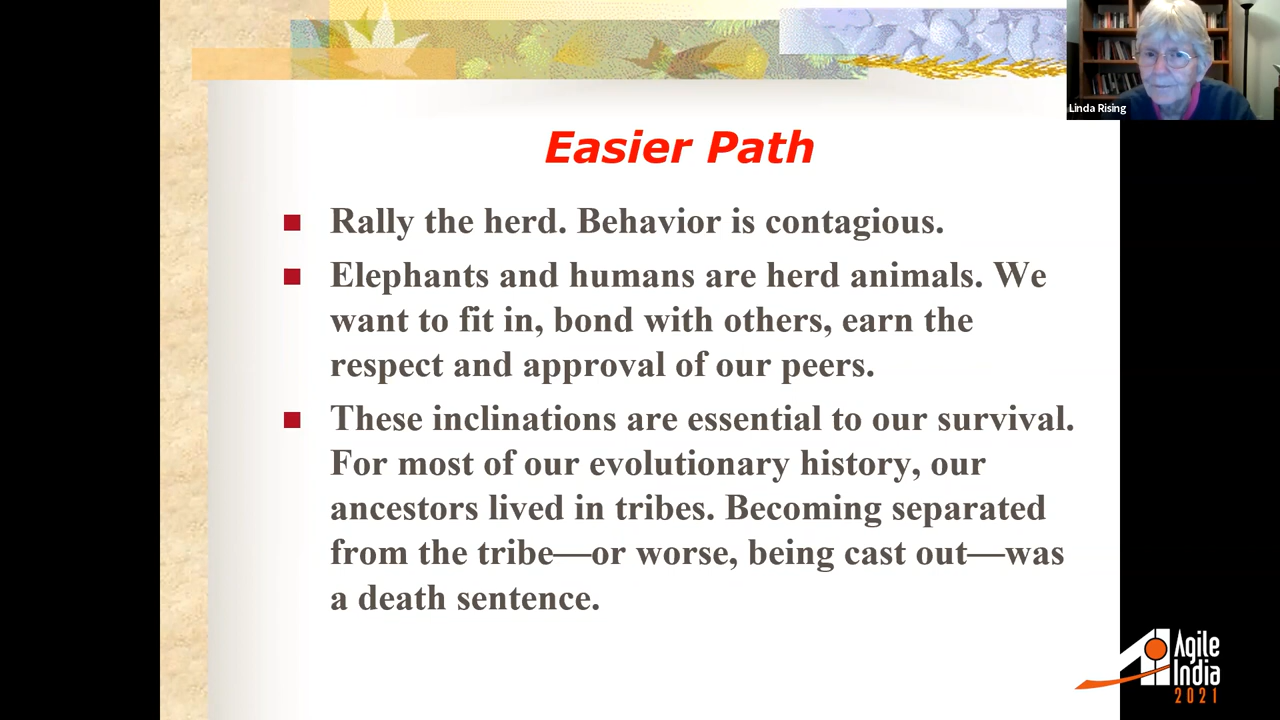 Linda Rising
Easier Path
Rally the herd. Behavior is contagious.
Elephants and humans are herd animals. We
want to fit in, bond with others, earn the
respect and approval of our peers.
These inclinations are essential to our survival.
For most of our evolutionary history, our
ancestors lived in tribes. Becoming separated
from the tribe—or worse, being cast out—was
a death sentence.
Agile
India
2021